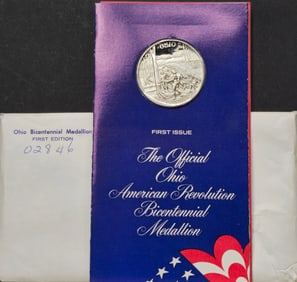 OHIO
Ohio Bicentennial Medallion
FIRST EDITION
02846
FIRST ISSUE
The Official
Ohio
American Revolution
Bicentennial
Medallion